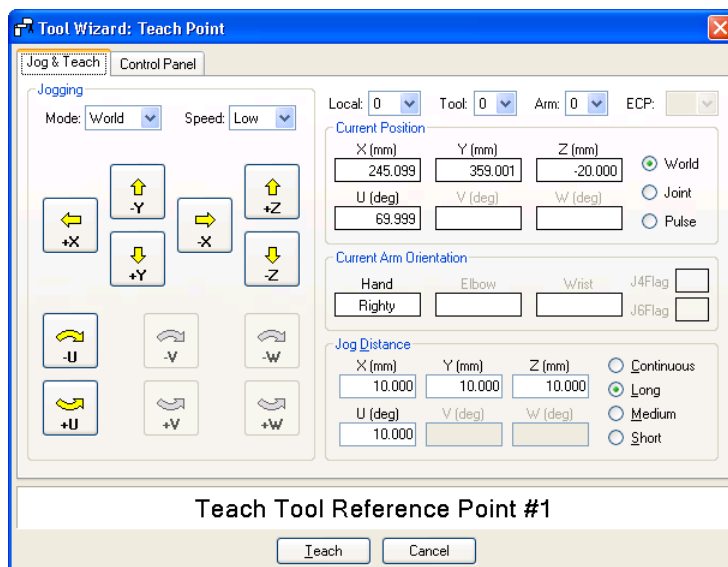 Tool Wizard: Teach Point
Jog & Teach Control Panel
Jogging
Mode: World Speed: Low
+X
-Y
+Y
-X
+Z
-Z
-U
-V
-W
+U
+V
+W
Local: 0 Tool: 0 Arm: 0 ECP:
Current Position
X (mm) Y (mm) Z (mm)
245.099 359.001 -20.000
U (deg) V (deg) W (deg)
69.999
World
Joint
Pulse
Current Arm Orientation
Hand Elbow Wrist
Righty
J4Flag
J6Flag
Jog Distance
X (mm) Y (mm) Z (mm)
10.000 10.000 10.000
U (deg) V (deg) W (deg)
10.000
Continuous
Long
Medium
Short
Teach Tool Reference Point #1
Teach Cancel